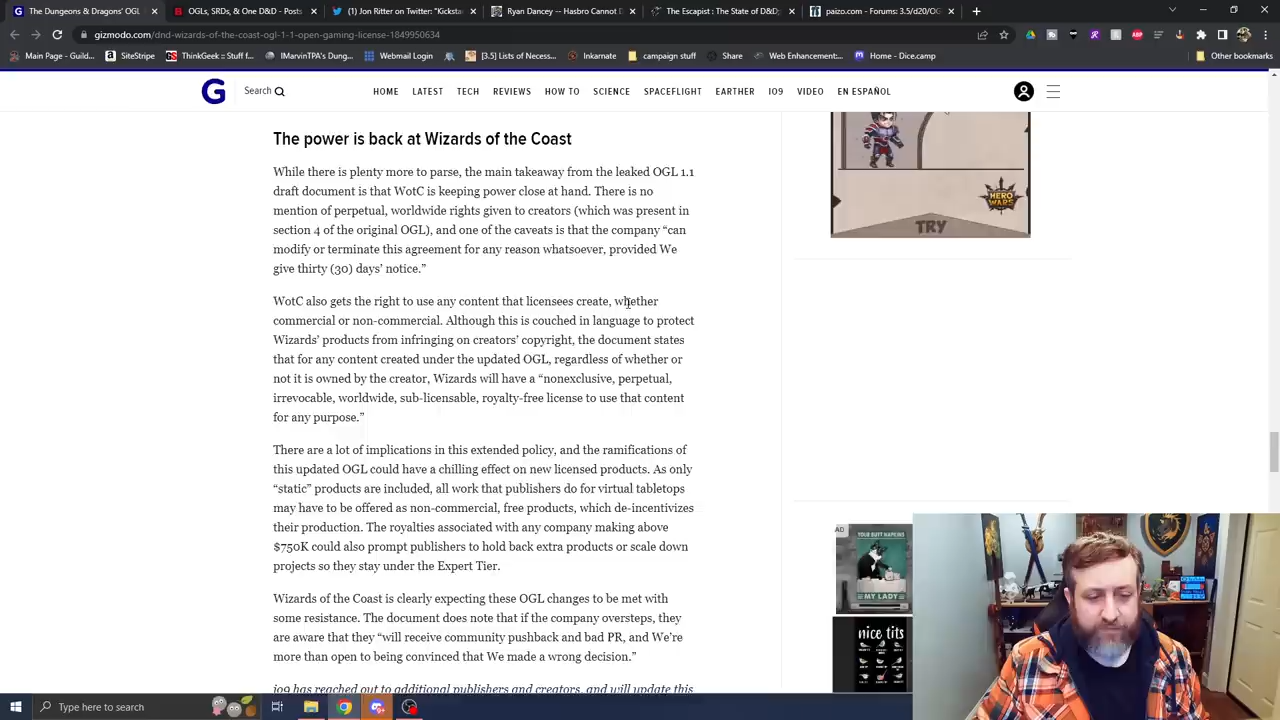 The Dungeons & Dragons' OGL
OGLs, SRDs, & One D&D - Posts
(1) Jon Ritter on Twitter: "Kicksta
Ryan Dancey -- Hasbro Cannot D
The Escapist : The State of D&D
paizo.com - Forums: 3.5/d20/OG
gizmodo.com/dnd-wizards-of-the-coast-ogl-1-1-open-gaming-license-1849950634
Main Page - Guild...
SiteStripe
ThinkGeek :: Stuff f...
IMarvinTPA's Dung...
Webmail Login
[3.5] Lists of Necess...
Inkarnate
campaign stuff
Share
Web Enhancement:...
Home - Dice.camp
Other bookmarks
G
Search
HOME LATEST TECH REVIEWS HOW TO SCIENCE SPACEFLIGHT EARTHER IO9 VIDEO EN ESPAÑOL
The power is back at Wizards of the Coast
While there is plenty more to parse, the main takeaway from the leaked OGL 1.1
draft document is that WotC is keeping power close at hand. There is no
mention of perpetual, worldwide rights given to creators (which was present in
section 4 of the original OGL), and one of the caveats is that the company “can
modify or terminate this agreement for any reason whatsoever, provided We
give thirty (30) days’ notice.”
WotC also gets the right to use any content that licensees create, whether
commercial or non-commercial. Although this is couched in language to protect
Wizards’ products from infringing on creators’ copyright, the document states
that for any content created under the updated OGL, regardless of whether or
not it is owned by the creator, Wizards will have a “nonexclusive, perpetual,
irrevocable, worldwide, sub-licensable, royalty-free license to use that content
for any purpose.”
There are a lot of implications in this extended policy, and the ramifications of
this updated OGL could have a chilling effect on new licensed products. As only
“static” products are included, all work that publishers do for virtual tabletops
may have to be offered as non-commercial, free products, which de-incentivizes
their production. The royalties associated with any company making above
$750K could also prompt publishers to hold back extra products or scale down
projects so they stay under the Expert Tier.
Wizards of the Coast is clearly expecting these OGL changes to be met with
some resistance. The document does note that if the company oversteps, they
are aware that they “will receive community pushback and bad PR, and We’re
more than open to being convinced that We made a wrong decision.”
io9 has reached out to additional publishers and creators, and will update this
HERO WARS
TRY
AD
YOUR BUTT NAPKINS
MY LADY
nice tits
Type here to search